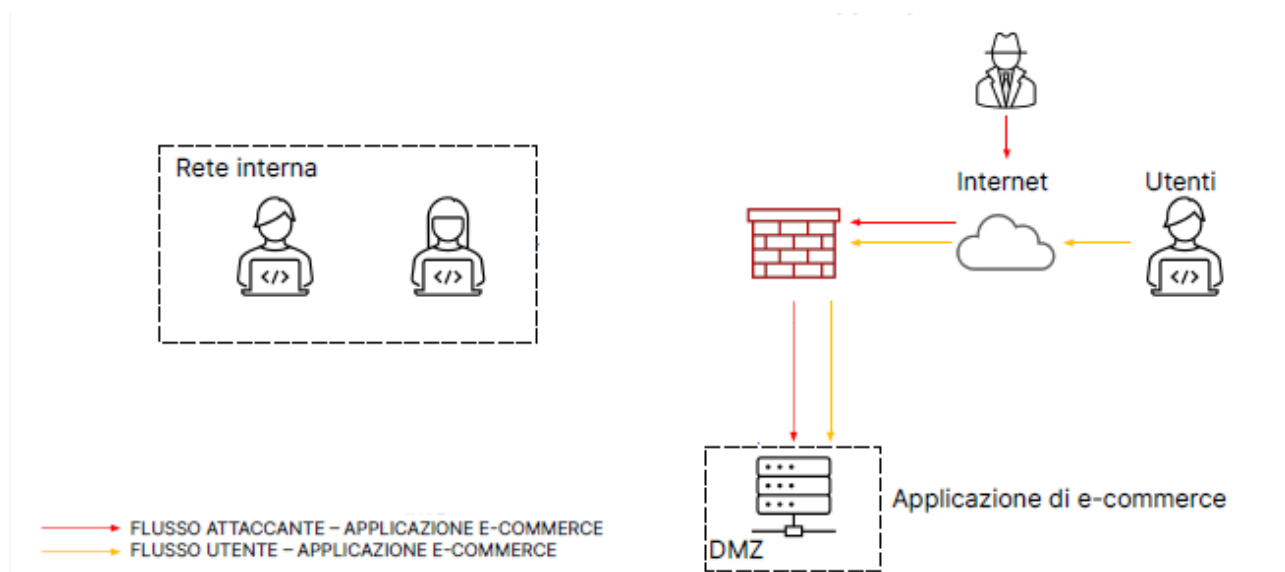 Internet
Utenti
Rete interna
</>
</>
</>
Applicazione di e-commerce
DMZ
FLUSSO ATTACCANTE – APPLICAZIONE E-COMMERCE
FLUSSO UTENTE – APPLICAZIONE E-COMMERCE